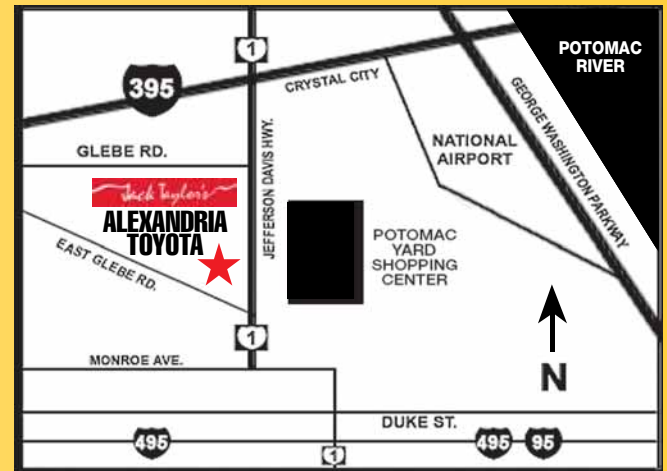 1
POTOMAC
RIVER
395
CRYSTAL CITY
GLEBE RD.
JEFFERSON DAVIS HWY.
NATIONAL
AIRPORT
GEORGE WASHINGTON PARKWAY
Jack Taylor's
ALEXANDRIA
TOYOTA
EAST GLEBE RD.
POTOMAC
YARD
SHOPPING
CENTER
1
MONROE AVE.
N
DUKE ST.
495
1
495
95